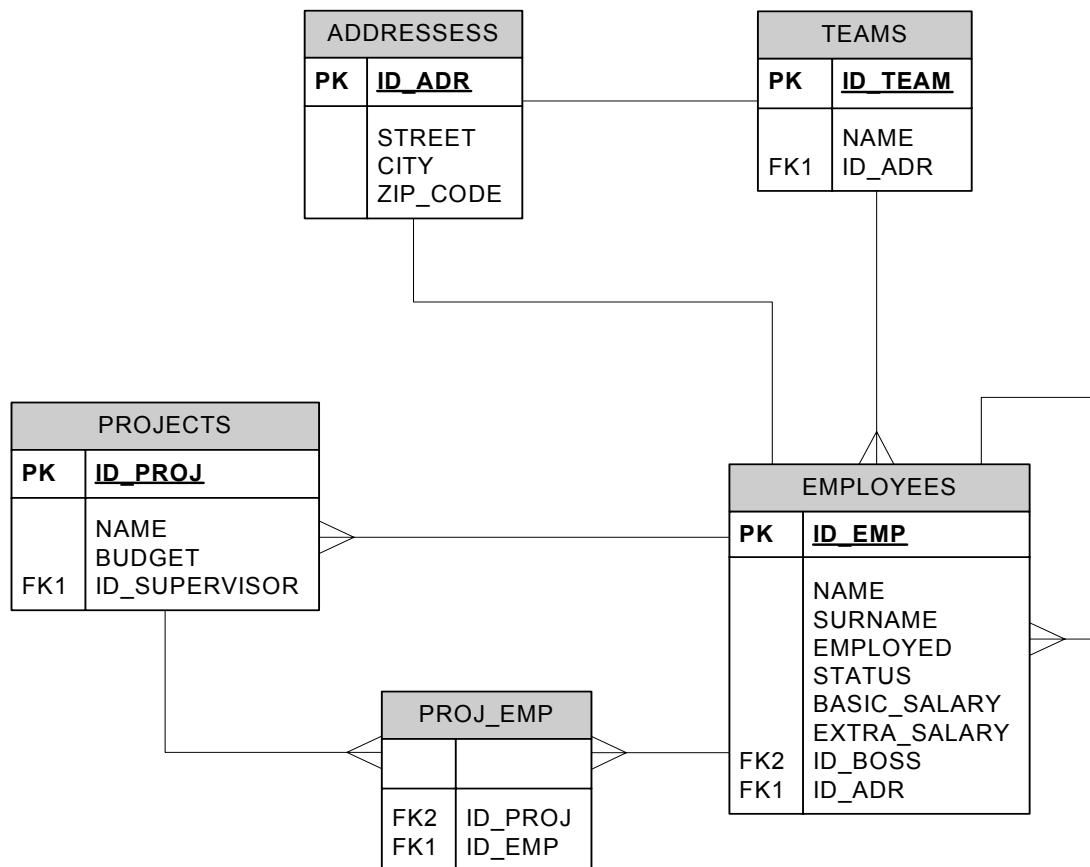 ADDRESSESS
PK ID_ADR
STREET
CITY
ZIP_CODE
TEAMS
PK ID_TEAM
NAME
FK1 ID_ADR
PROJECTS
PK ID_PROJ
NAME
BUDGET
FK1 ID_SUPERVISOR
EMPLOYEES
PK ID_EMP
NAME
SURNAME
EMPLOYED
STATUS
BASIC_SALARY
EXTRA_SALARY
FK2 ID_BOSS
FK1 ID_ADR
PROJ_EMP
FK2 ID_PROJ
FK1 ID_EMP